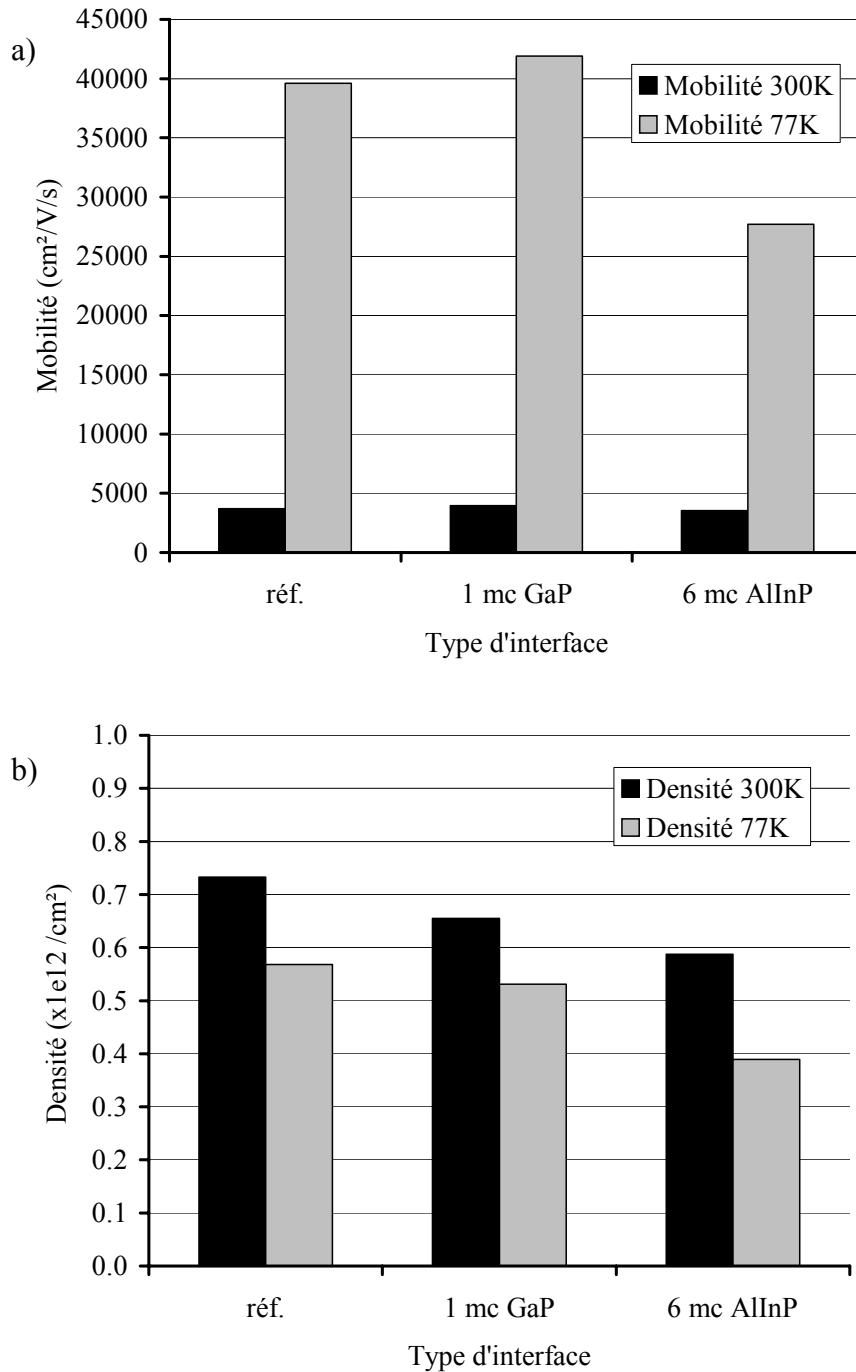 a)
Mobilité (cm²/V/s)
45000
40000
35000
30000
25000
20000
15000
10000
5000
0
Mobilité 300K
Mobilité 77K
réf.
1 mc GaP
6 mc AlInP
Type d'interface
b)
Densité (x1e12 /cm²)
1.0
0.9
0.8
0.7
0.6
0.5
0.4
0.3
0.2
0.1
0.0
Densité 300K
Densité 77K
réf.
1 mc GaP
6 mc AlInP
Type d'interface